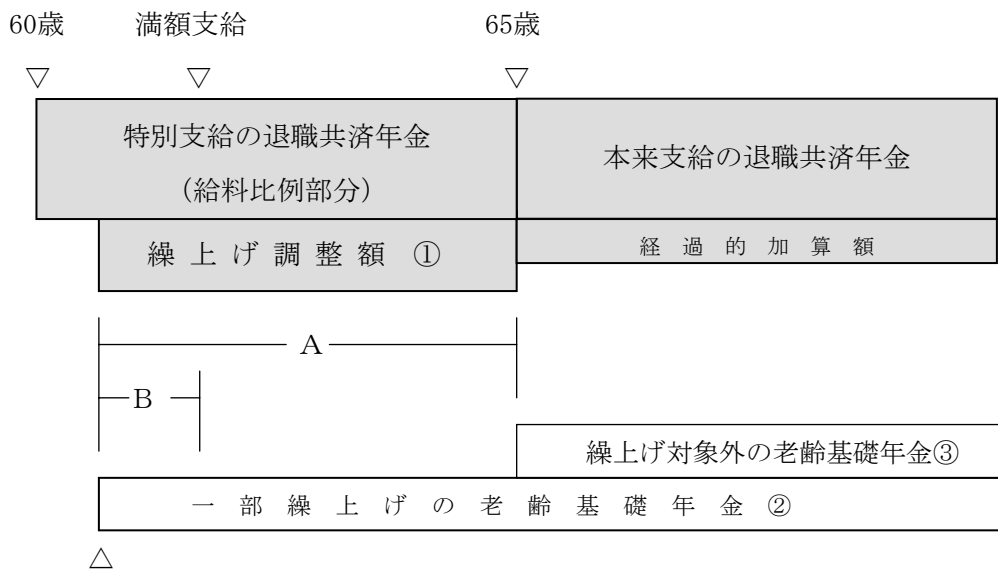 60歳 満額支給 65歳
▽ ▽ ▽
特別支給の退職共済年金
(給料比例部分)
本来支給の退職共済年金
繰上げ調整額 ①
経過的加算額
A
B
繰上げ対象外の老齢基礎年金③
一部繰上げの老齢基礎年金②
△